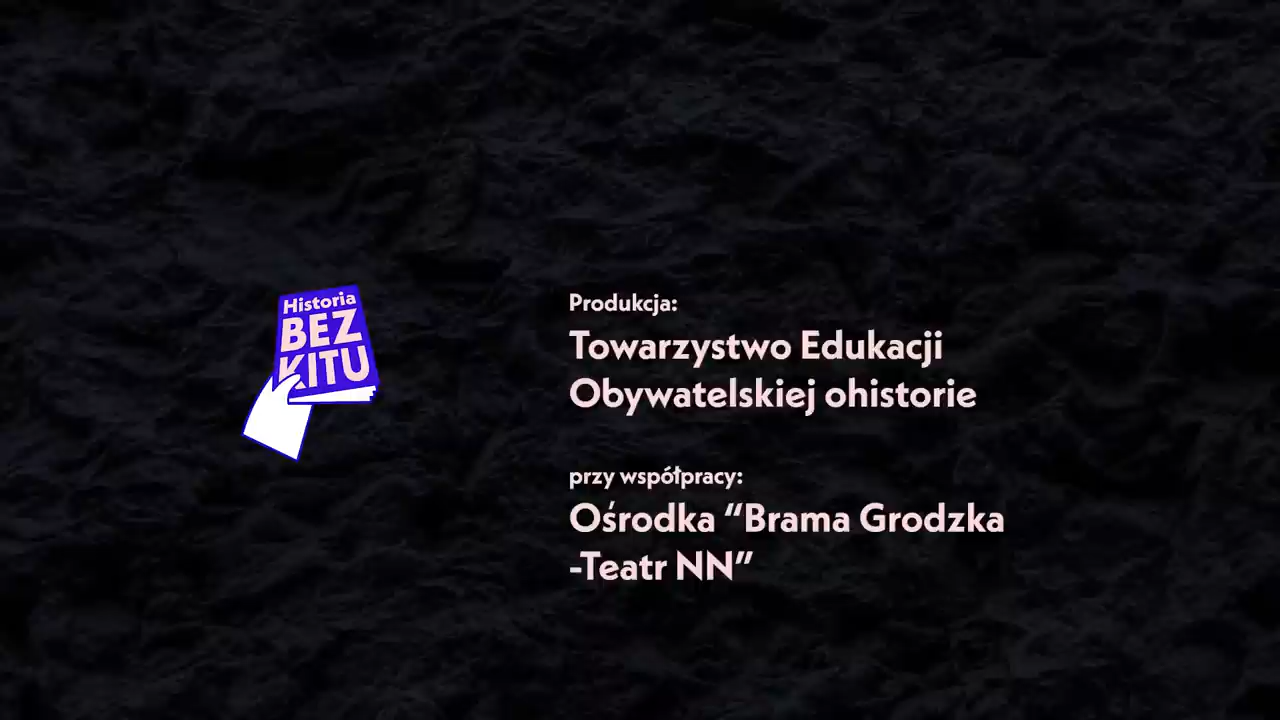 Historia
BEZ
KITU
Produkcja:
Towarzystwo Edukacji
Obywatelskiej ohistorie
przy współpracy:
Ośrodka “Brama Grodzka
-Teatr NN”